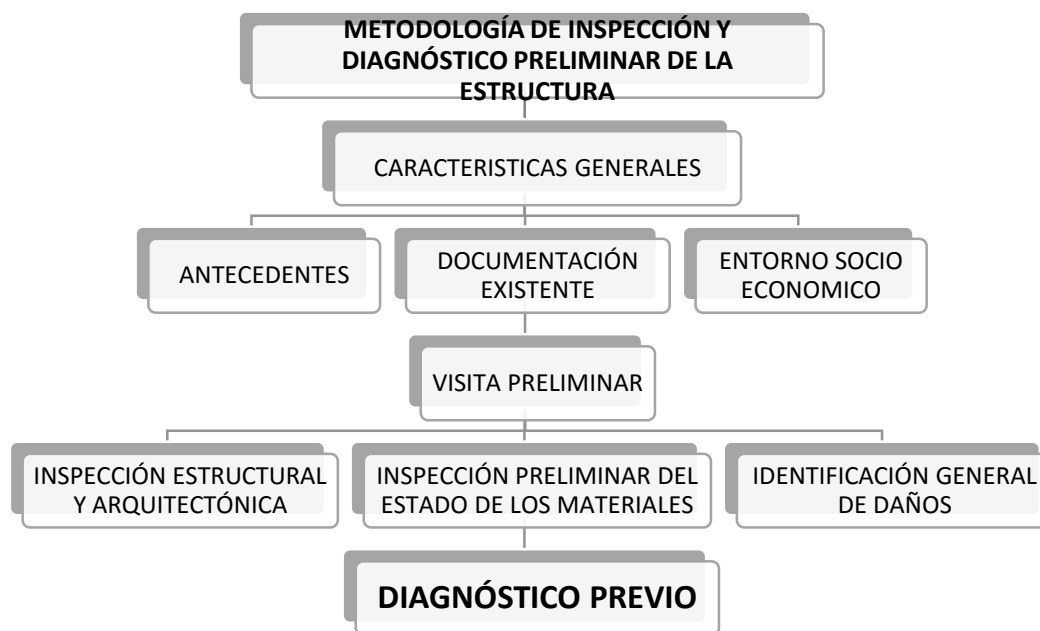 METODOLOGÍA DE INSPECCIÓN Y
DIAGNÓSTICO PRELIMINAR DE LA
ESTRUCTURA
CARACTERISTICAS GENERALES
ANTECEDENTES
DOCUMENTACIÓN
EXISTENTE
ENTORNO SOCIO
ECONOMICO
VISITA PRELIMINAR
INSPECCIÓN ESTRUCTURAL
Y ARQUITECTÓNICA
INSPECCIÓN PRELIMINAR DEL
ESTADO DE LOS MATERIALES
IDENTIFICACIÓN GENERAL
DE DAÑOS
DIAGNÓSTICO PREVIO